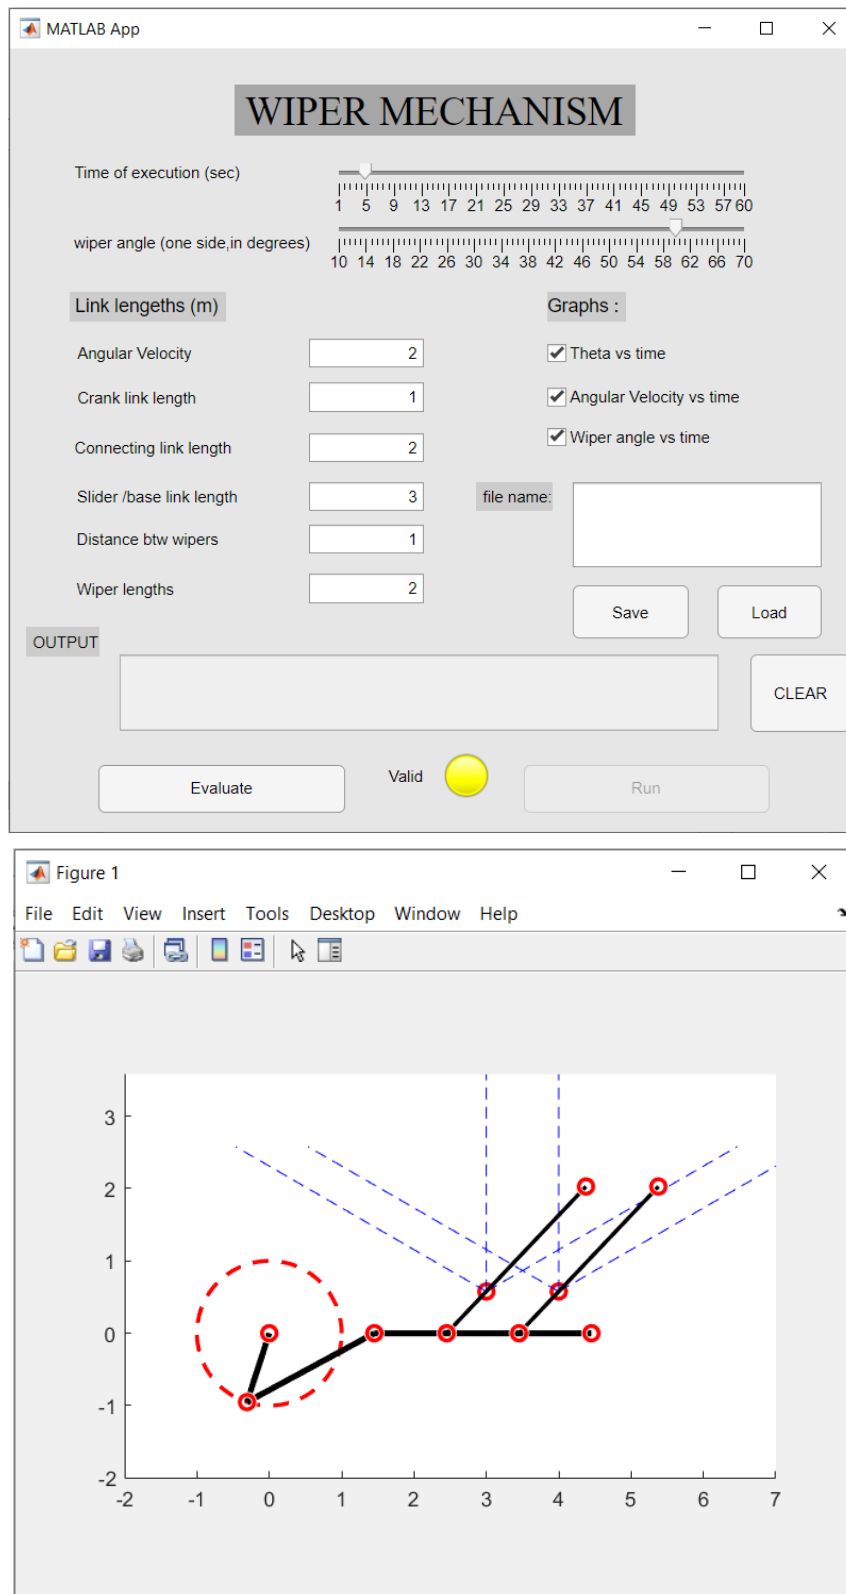 MATLAB App
WIPER MECHANISM
Time of execution (sec)
1 5 9 13 17 21 25 29 33 37 41 45 49 53 57 60
wiper angle (one side,in degrees)
10 14 18 22 26 30 34 38 42 46 50 54 58 62 66 70
Link lengeths (m)
Graphs :
Angular Velocity 2
Theta vs time
Crank link length 1
Angular Velocity vs time
Connecting link length 2
Wiper angle vs time
Slider /base link length 3
file name:
Distance btw wipers 1
Wiper lengths 2
Save Load
OUTPUT
CLEAR
Evaluate
Valid
Run
Figure 1
File Edit View Insert Tools Desktop Window Help
3
2
1
0
-1
-2
-2 -1 0 1 2 3 4 5 6 7